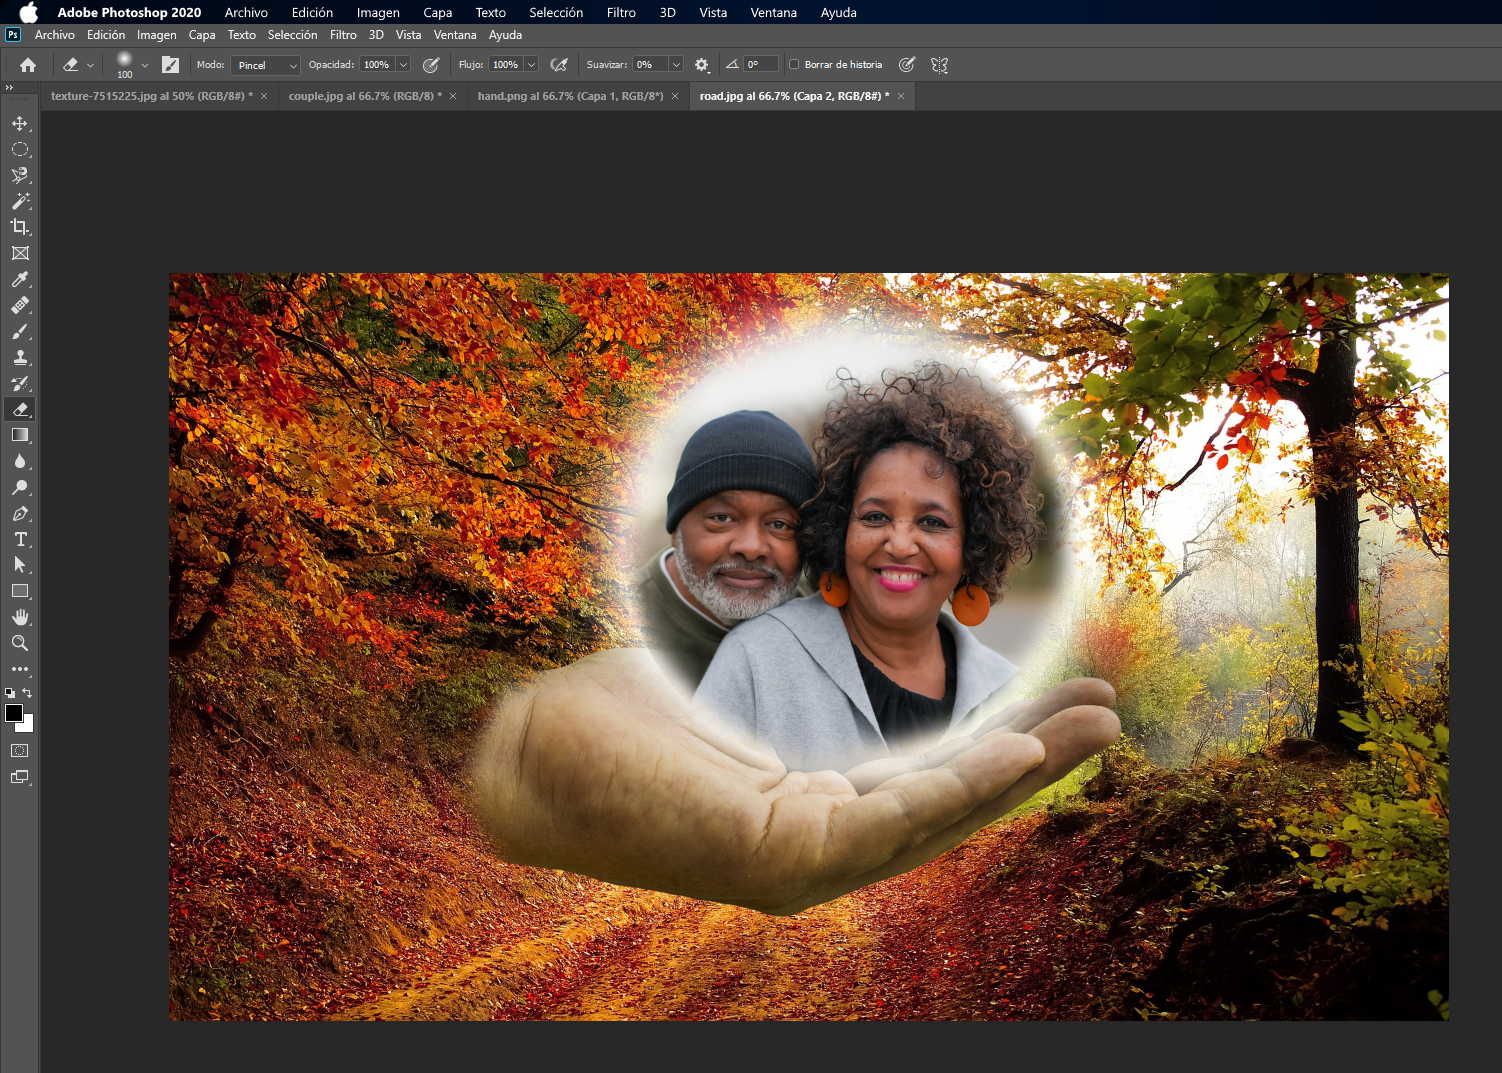 Adobe Photoshop 2020 Archivo Edición Imagen Capa Texto Selección Filtro 3D Vista Ventana Ayuda
Ps Archivo Edición Imagen Capa Texto Selección Filtro 3D Vista Ventana Ayuda
100 Modo: Pincel Opacidad: 100% Flujo: 100% Suavizar: 0% 0° Borrar de historia
texture-7515225.jpg al 50% (RGB/8#) * × couple.jpg al 66.7% (RGB/8) * × hand.png al 66.7% (Capa 1, RGB/8*) × road.jpg al 66.7% (Capa 2, RGB/8#) * ×
T